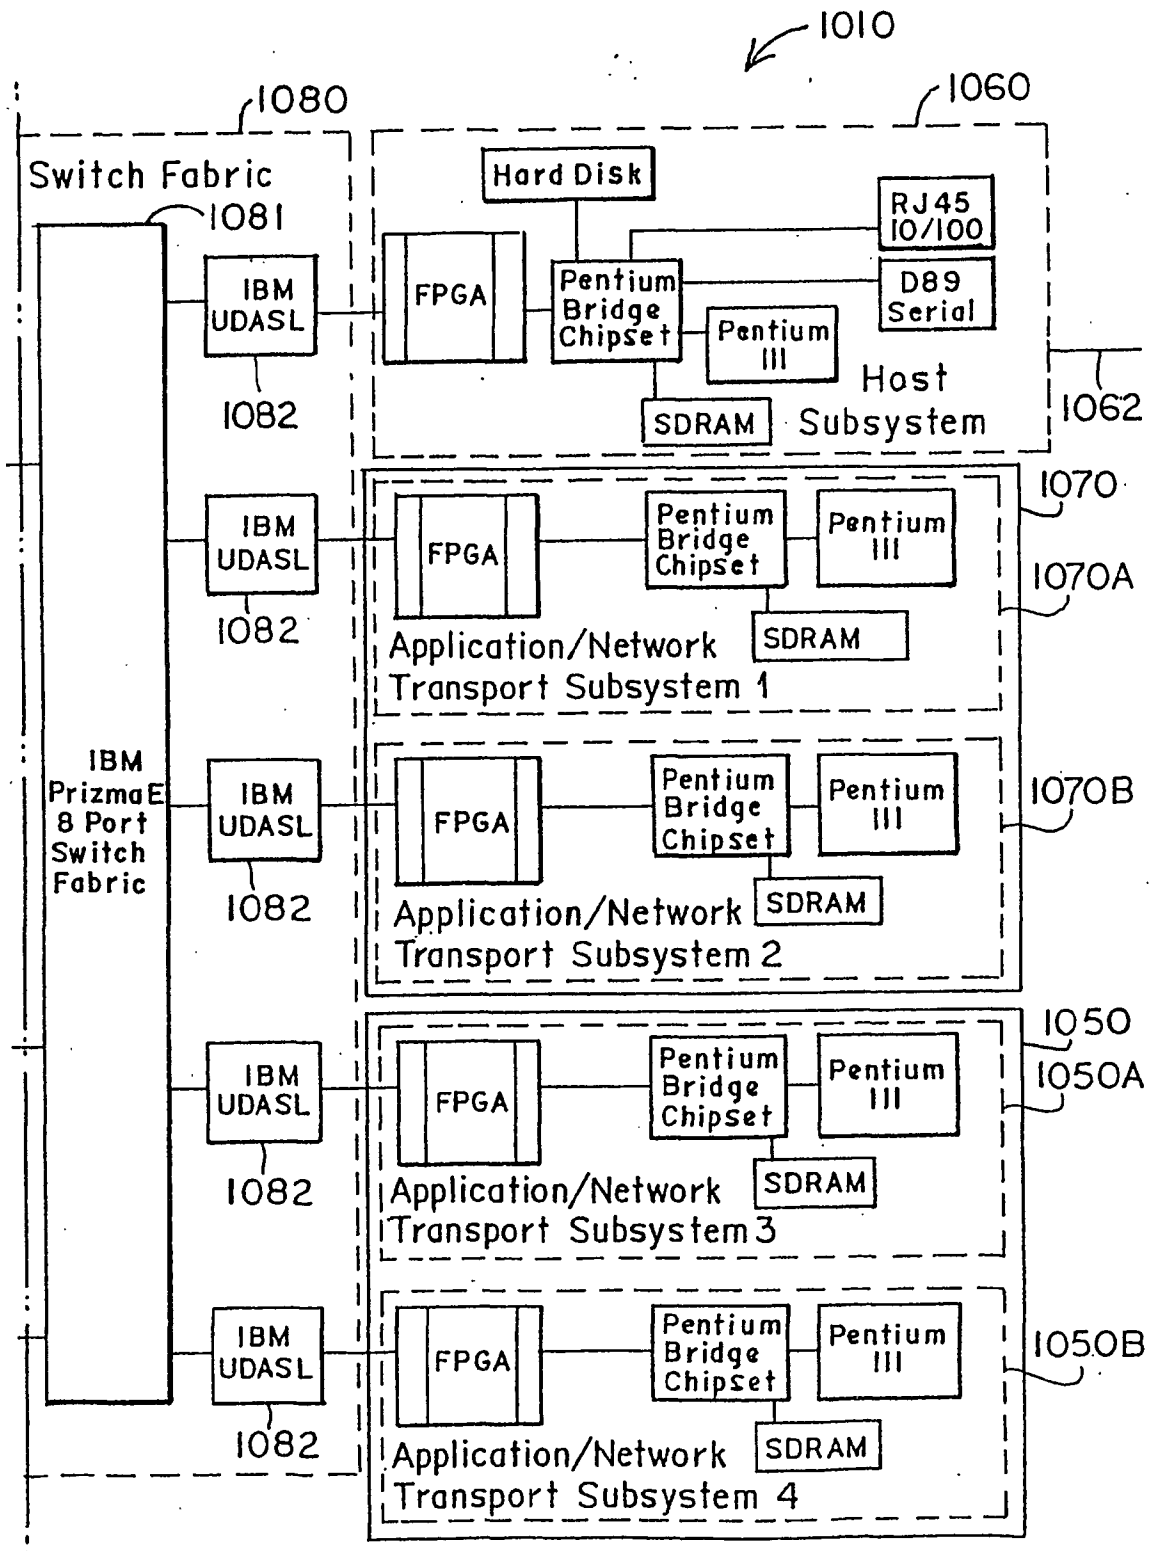 1010
1080
1060
Switch Fabric
1081
Hard Disk
RJ45
10/100
IBM
UDASL
FPGA
Pentium
Bridge
Chipset
D89
Serial
Pentium
III
Host
Subsystem
1062
1082
SDRAM
1070
IBM
UDASL
FPGA
Pentium
Bridge
Chipset
Pentium
III
1070A
1082
SDRAM
Application/Network
Transport Subsystem 1
IBM
PrizmaE
8 Port
Switch
Fabric
IBM
UDASL
FPGA
Pentium
Bridge
Chipset
Pentium
III
1070B
1082
SDRAM
Application/Network
Transport Subsystem 2
1050
IBM
UDASL
FPGA
Pentium
Bridge
Chipset
Pentium
III
1050A
1082
SDRAM
Application/Network
Transport Subsystem 3
IBM
UDASL
FPGA
Pentium
Bridge
Chipset
Pentium
III
1050B
1082
SDRAM
Application/Network
Transport Subsystem 4